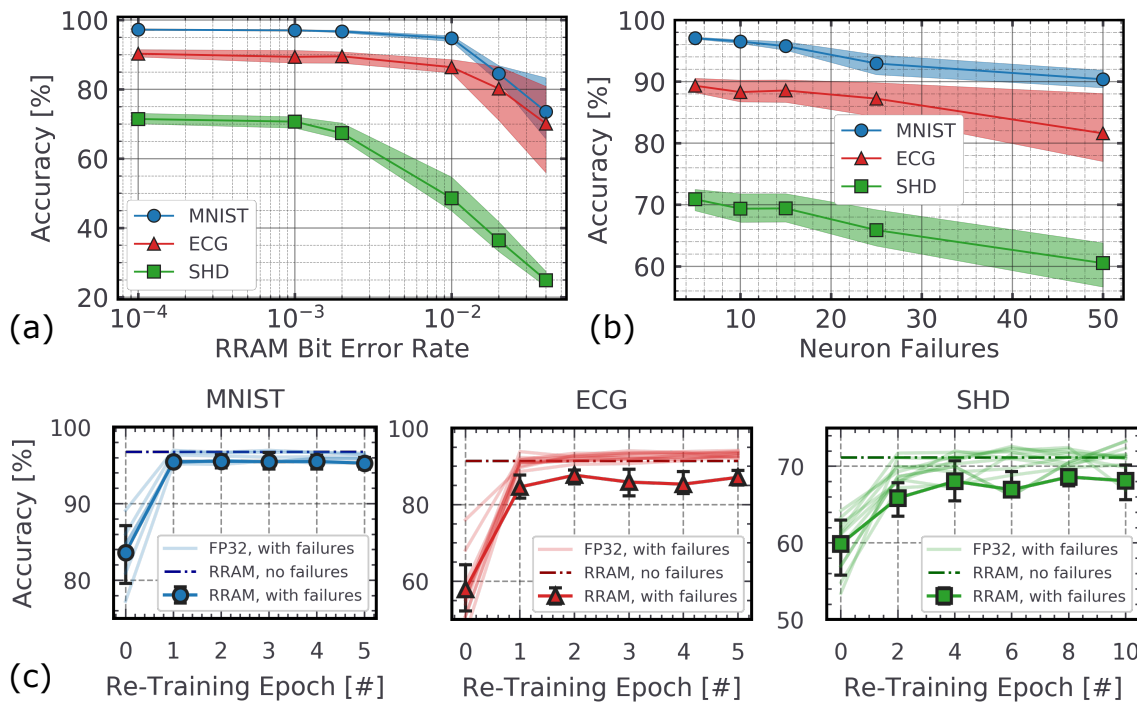 100
80
60
40
20
Accuracy [%]
MNIST
ECG
SHD
10⁻⁴
10⁻³
10⁻²
RRAM Bit Error Rate
(a)
100
90
80
70
60
Accuracy [%]
MNIST
ECG
SHD
10
20
30
40
50
Neuron Failures
(b)
MNIST
100
90
80
Accuracy [%]
FP32, with failures
RRAM, no failures
RRAM, with failures
0 1 2 3 4 5
Re-Training Epoch [#]
ECG
100
80
60
FP32, with failures
RRAM, no failures
RRAM, with failures
0 1 2 3 4 5
Re-Training Epoch [#]
SHD
70
60
50
FP32, with failures
RRAM, no failures
RRAM, with failures
0 2 4 6 8 10
Re-Training Epoch [#]
(c)